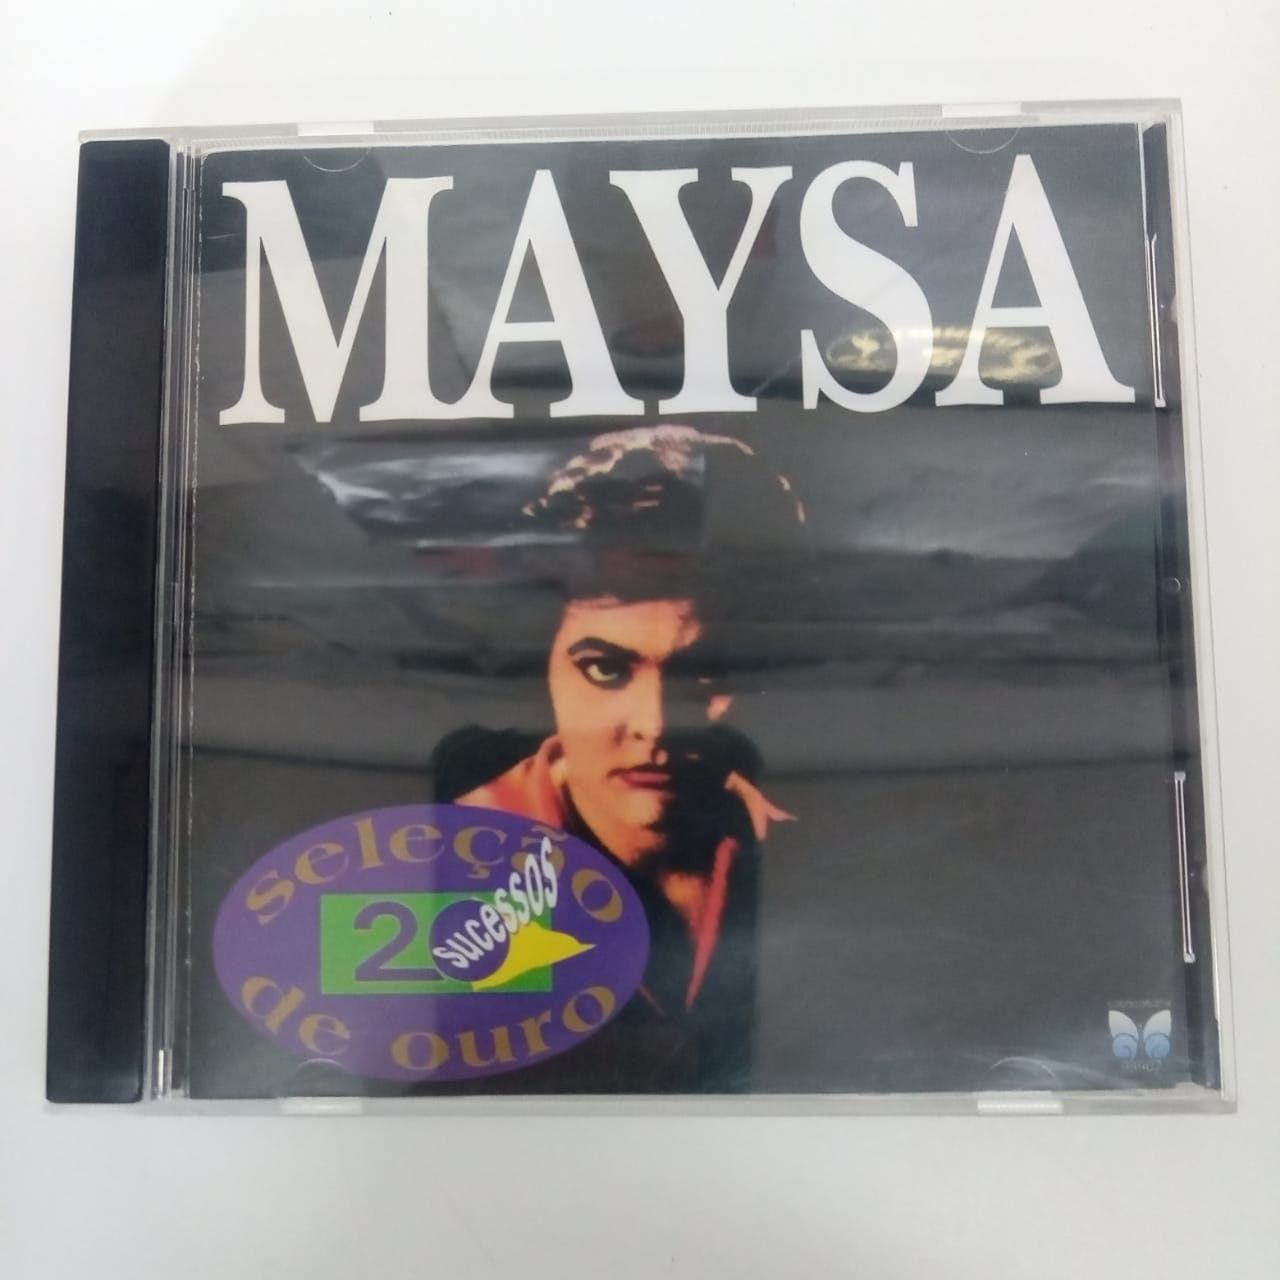 MAYSA
seleção
20 sucessos
de ouro